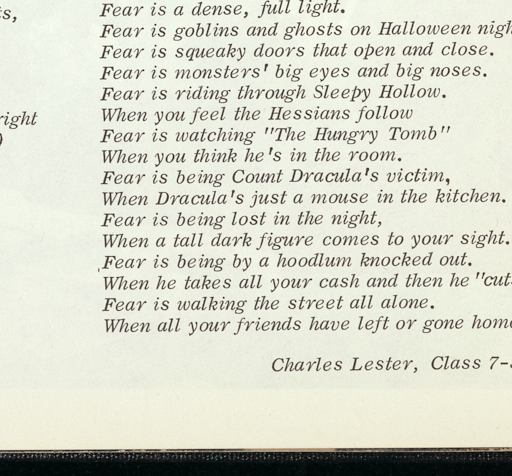 ts,
Fear is a dense, full light.
Fear is goblins and ghosts on Halloween nigh
Fear is squeaky doors that open and close.
Fear is monsters' big eyes and big noses.
Fear is riding through Sleepy Hollow.
right
When you feel the Hessians follow
)
Fear is watching "The Hungry Tomb"
When you think he's in the room.
Fear is being Count Dracula's victim,
When Dracula's just a mouse in the kitchen.
Fear is being lost in the night,
When a tall dark figure comes to your sight.
Fear is being by a hoodlum knocked out.
When he takes all your cash and then he "cut
Fear is walking the street all alone.
When all your friends have left or gone home
Charles Lester, Class 7-